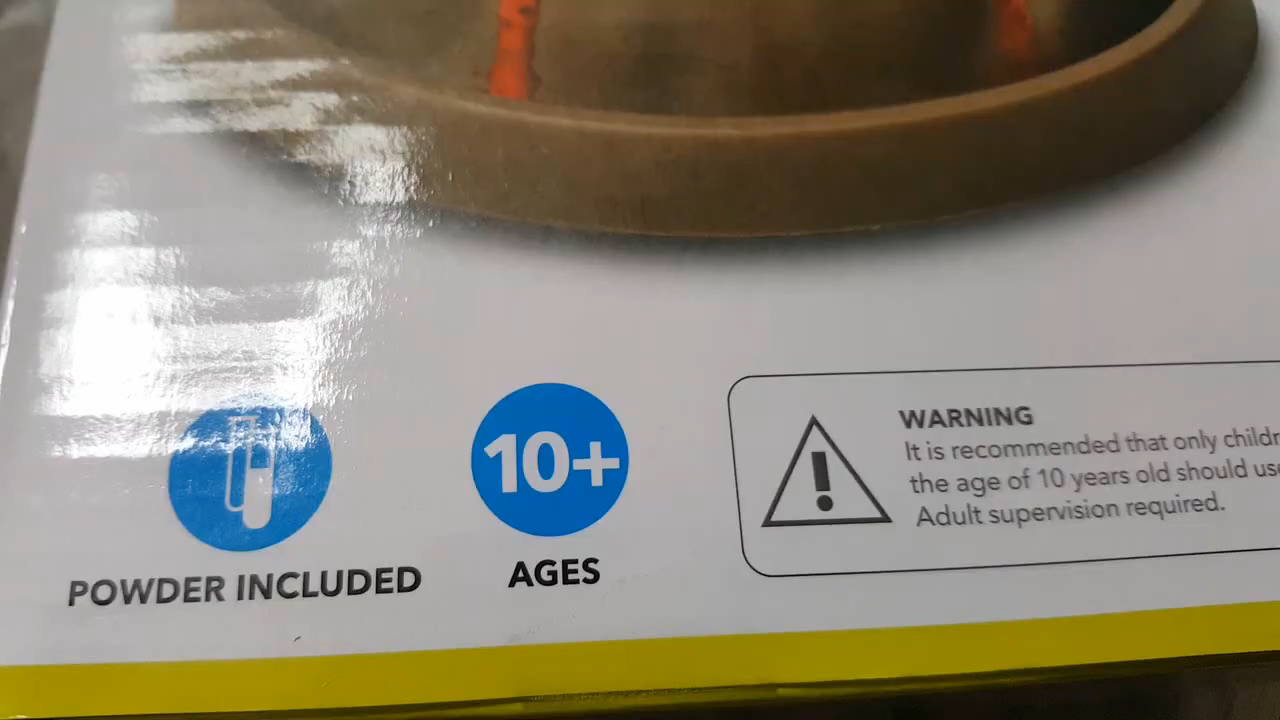 10+
POWDER INCLUDED
AGES
WARNING
It is recommended that only
the age of 10 years old should
Adult supervision required.